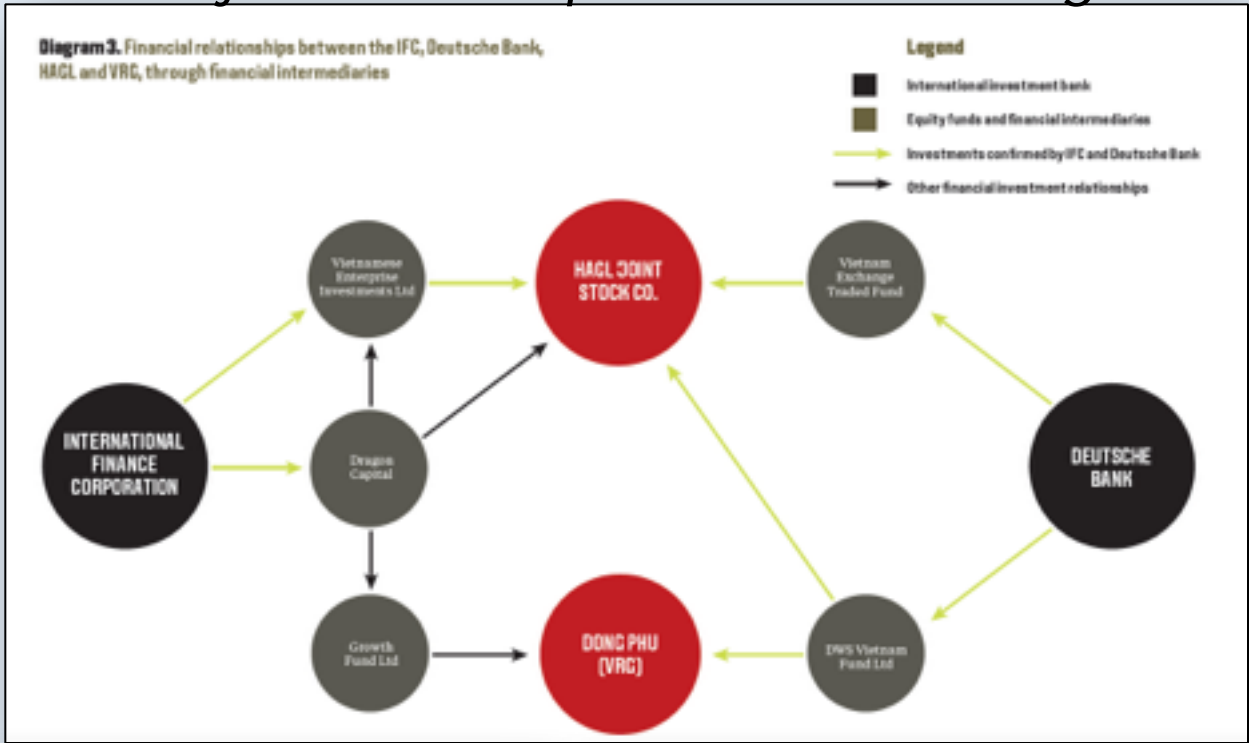 Diagram 3. Financial relationships between the IFC, Deutsche Bank,
HAGL and VRG, through financial intermediaries
Legend
International investment bank
Equity funds and financial intermediaries
Investments confirmed by IFC and Deutsche Bank
Other financial investment relationships
Vietnamese
Enterprise
Investments Ltd
HAGL JOINT
STOCK CO.
Vietnam
Exchange
Traded Fund
INTERNATIONAL
FINANCE
CORPORATION
Dragon
Capital
DEUTSCHE
BANK
Growth
Fund Ltd
DONG PHU
(VRG)
DWS Vietnam
Fund Ltd